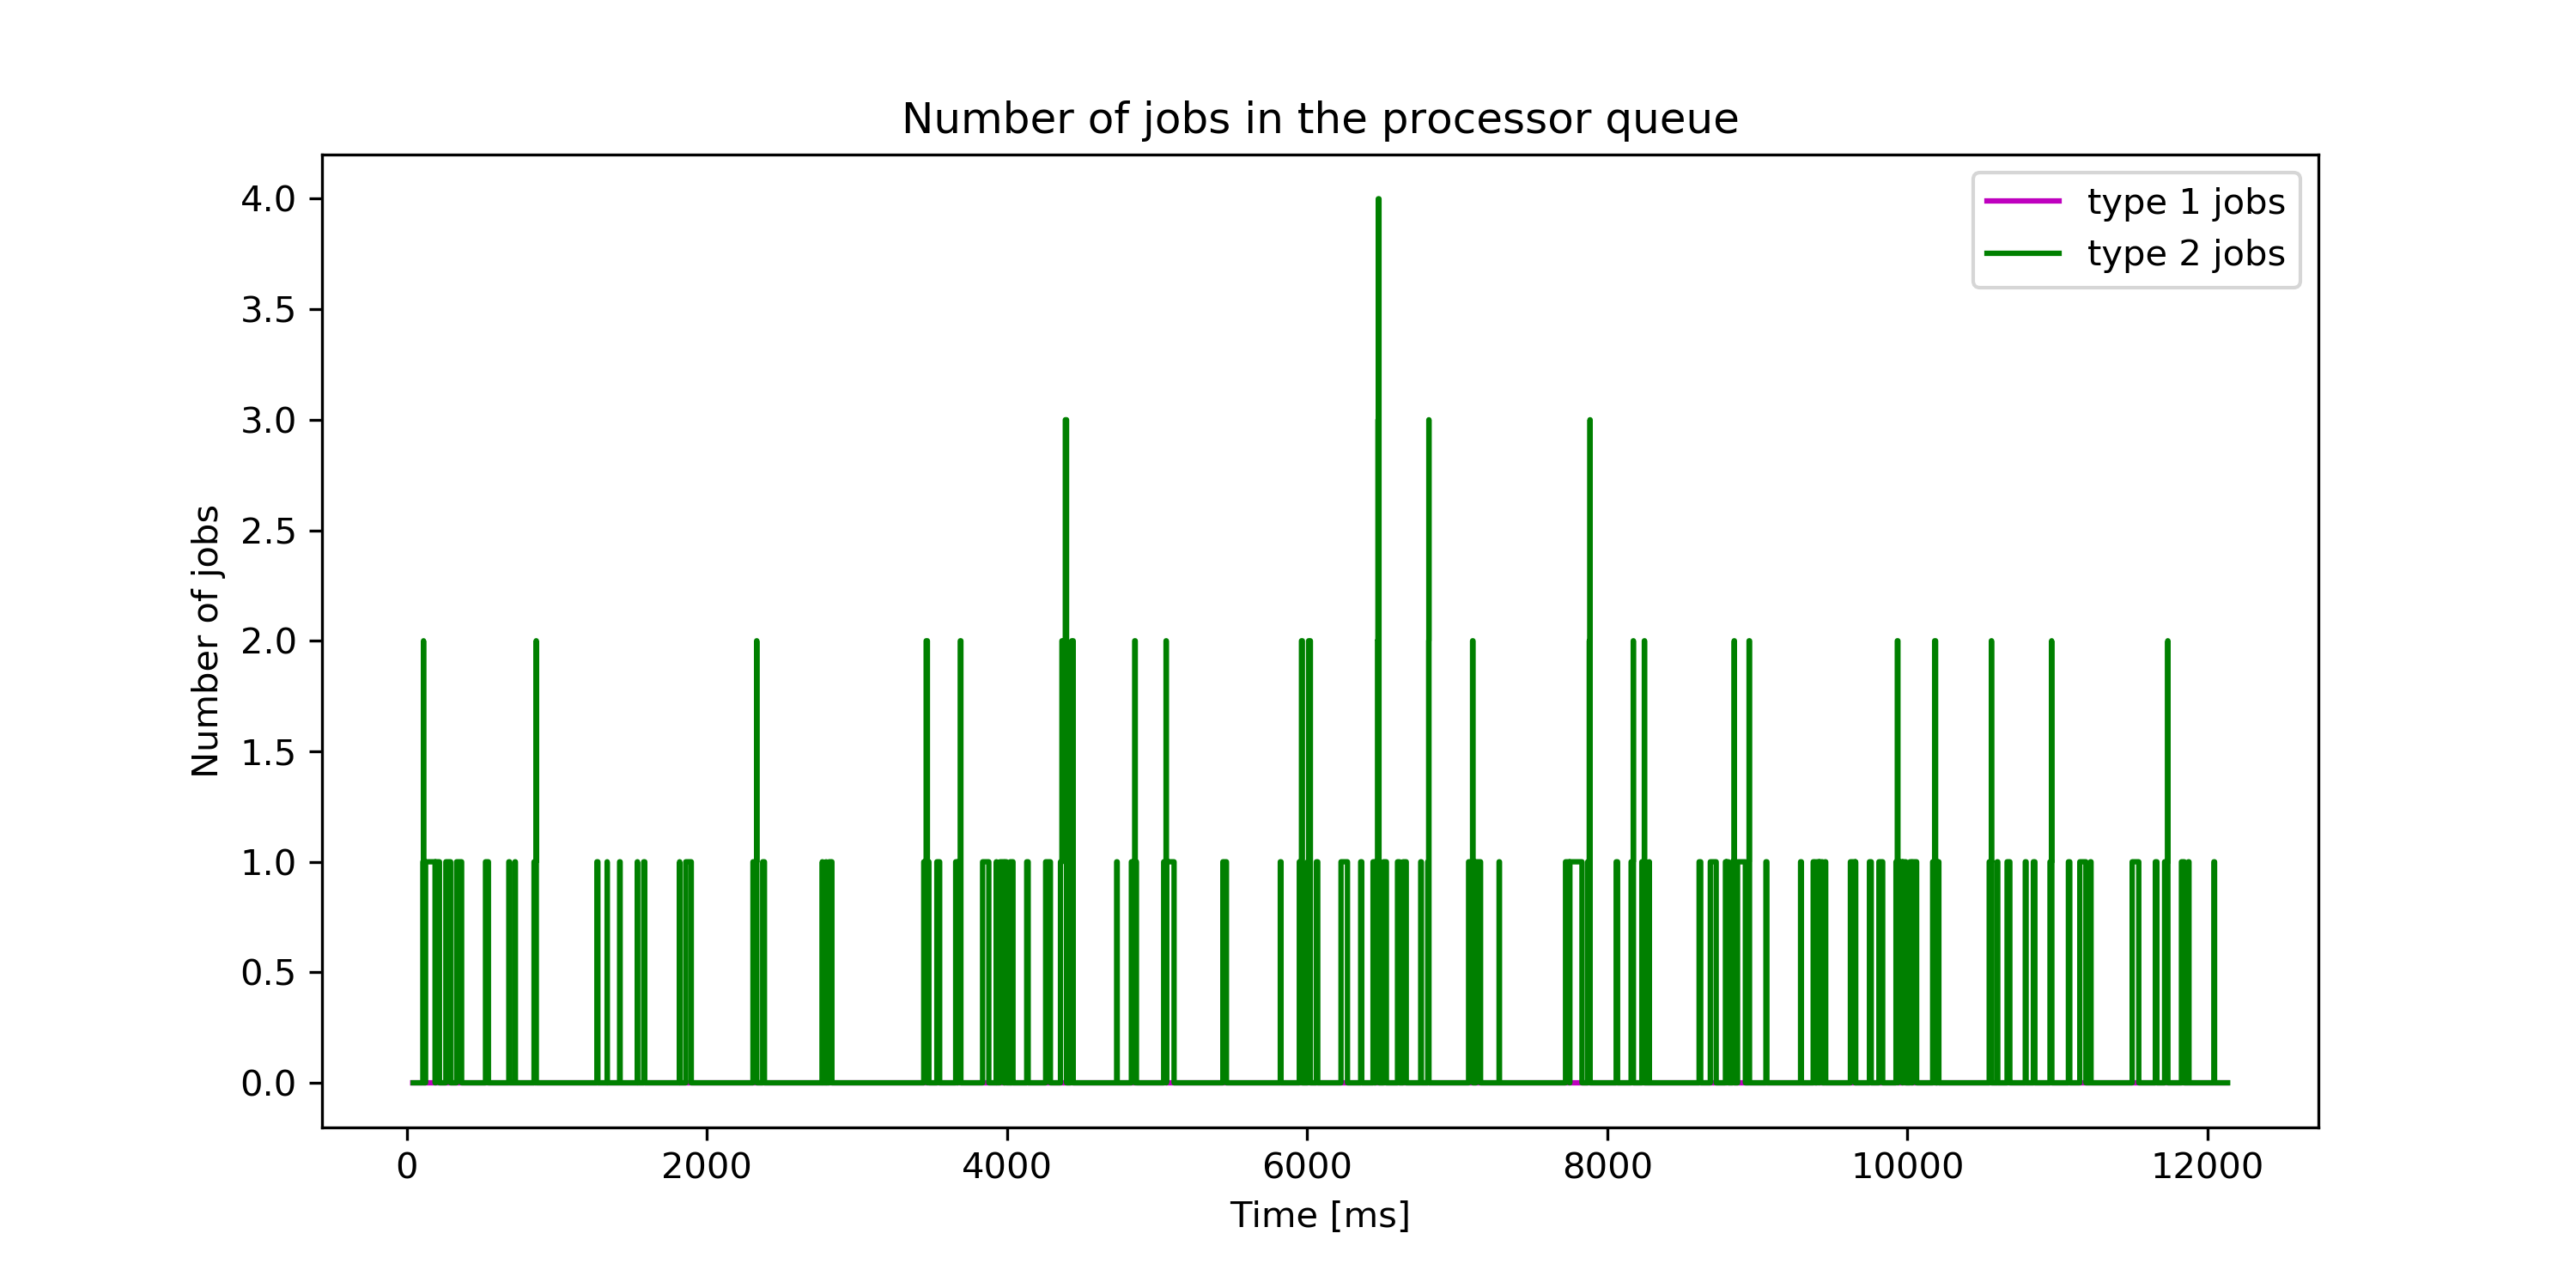 Number of jobs in the processor queue
type 1 jobs
type 2 jobs
4.0
3.5
3.0
2.5
2.0
1.5
1.0
0.5
0.0
Number of jobs
0 2000 4000 6000 8000 10000 12000
Time [ms]